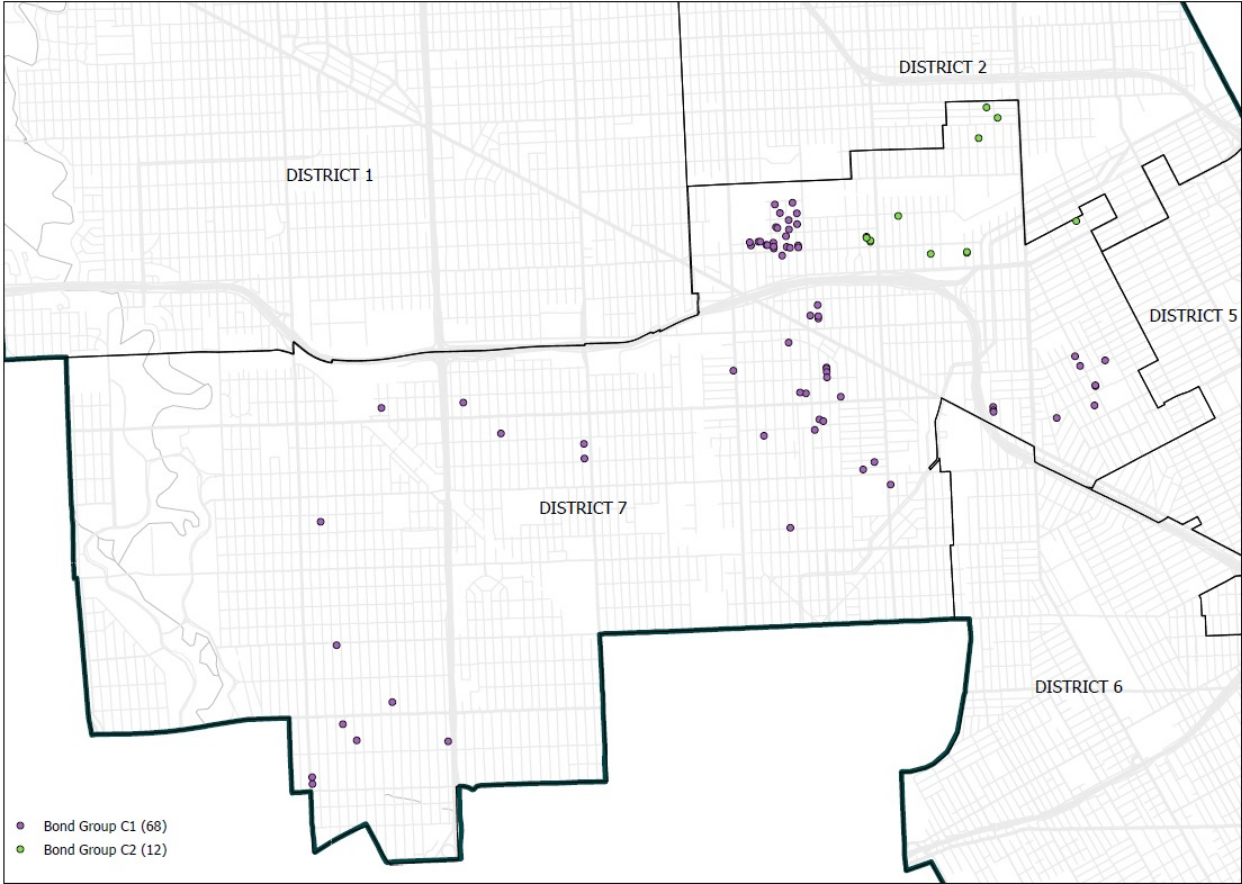 DISTRICT 2
DISTRICT 1
DISTRICT 5
DISTRICT 7
DISTRICT 6
Bond Group C1 (68)
Bond Group C2 (12)